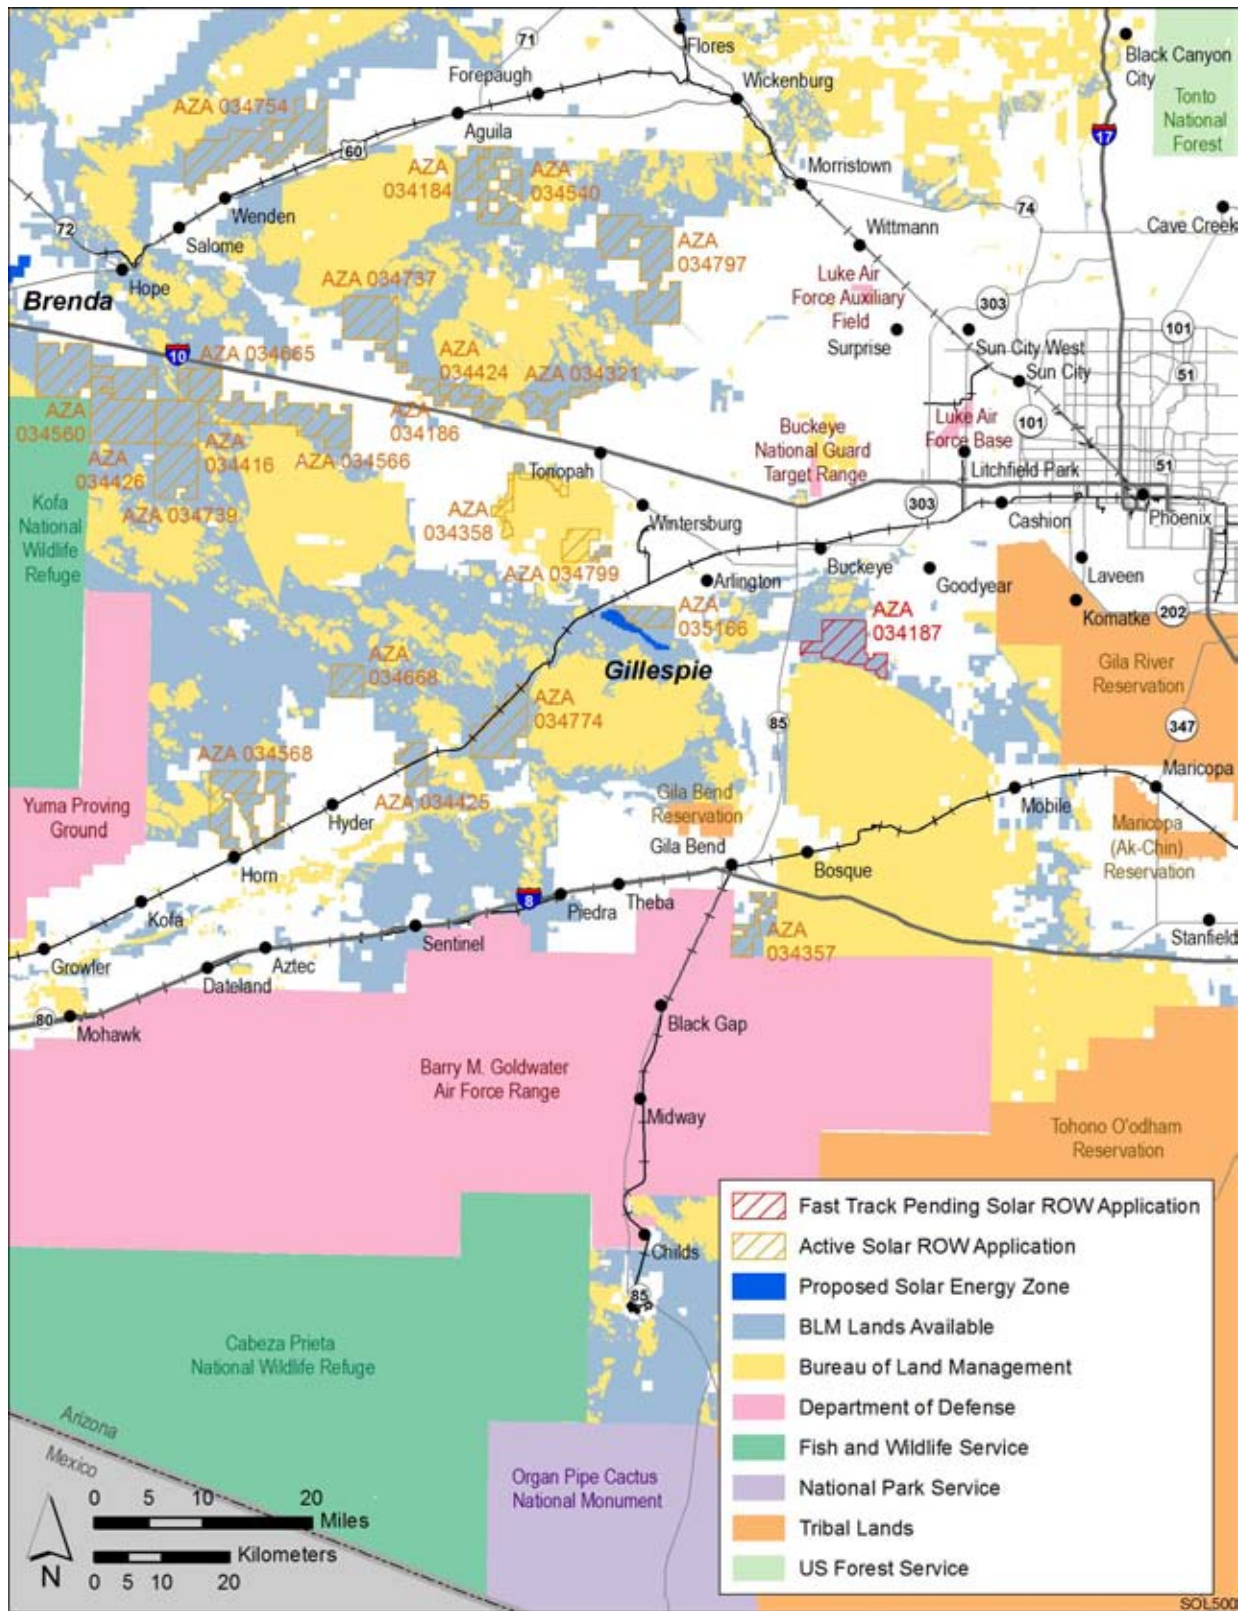 71
Flores
Black Canyon
City
Forepaugh
Wickenburg
AZA 034754
Aguila
Tonto
National
Forest
17
60
AZA
034184
AZA
034540
Morristown
Wenden
74
72
Salome
Wittmann
Cave Creek
AZA
034797
AZA 034737
Hope
Luke Air
Force Auxiliary
Field
Brenda
303
101
Surprise
Sun City West
10
AZA 034665
AZA
034424
AZA 034321
Sun City
51
AZA
034560
AZA
034186
101
Luke Air
Force Base
Buckeye
National Guard
Target Range
AZA
034416
AZA 034566
AZA
034426
Tonopah
Litchfield Park
51
Kofa
National
Wildlife
Refuge
AZA 034739
AZA
034358
Wintersburg
303
Cashion
Phoenix
AZA 034799
Buckeye
Arlington
Goodyear
Laveen
Komatke
202
AZA
035166
AZA
034187
Gillespie
AZA
034668
Gila River
Reservation
AZA
034774
85
347
AZA 034568
Maricopa
Yuma Proving
Ground
AZA 034425
Gila Bend
Reservation
Mobile
Hyder
Maricopa
(Ak-Chin)
Reservation
Gila Bend
Bosque
Horn
8
Piedra
Theba
Kofa
Sentinel
AZA
034357
Stanfield
Growler
Aztec
Dateland
80
Mohawk
Black Gap
Barry M. Goldwater
Air Force Range
Midway
Tohono O'odham
Reservation
Childs
85
Cabeza Prieta
National Wildlife Refuge
Arizona
Mexico
Organ Pipe Cactus
National Monument
Fast Track Pending Solar ROW Application
Active Solar ROW Application
Proposed Solar Energy Zone
BLM Lands Available
Bureau of Land Management
Department of Defense
Fish and Wildlife Service
National Park Service
Tribal Lands
US Forest Service
0 5 10 20
Miles
Kilometers
0 5 10 20
N
SOL500